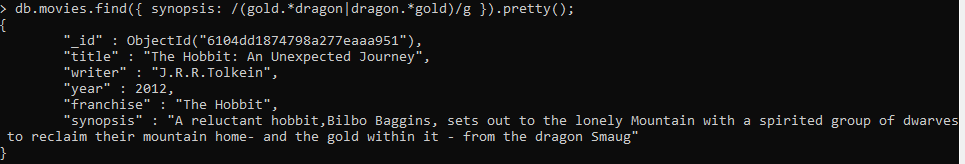 > db.movies.find({ synopsis: /(gold.*dragon|dragon.*gold)/g }).pretty();
{
        "_id" : ObjectId("6104dd1874798a277eaaa951"),
        "title" : "The Hobbit: An Unexpected Journey",
        "writer" : "J.R.R.Tolkein",
        "year" : 2012,
        "franchise" : "The Hobbit",
        "synopsis" : "A reluctant hobbit,Bilbo Baggins, sets out to the lonely Mountain with a spirited group of dwarves
 to reclaim their mountain home- and the gold within it - from the dragon Smaug"
}